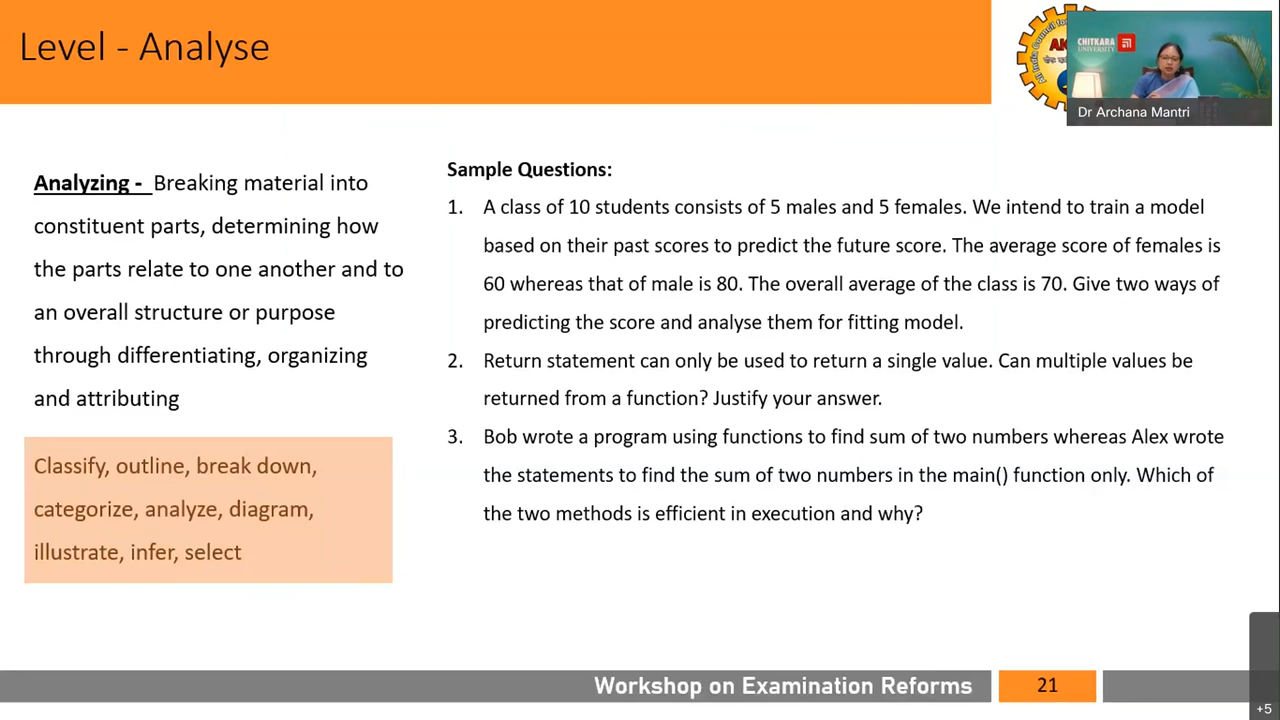 Level - Analyse
All India Council for
CHITKARA
UNIVERSITY
Dr Archana Mantri
Analyzing - Breaking material into
constituent parts, determining how
the parts relate to one another and to
an overall structure or purpose
through differentiating, organizing
and attributing
Classify, outline, break down,
categorize, analyze, diagram,
illustrate, infer, select
Sample Questions:
1. A class of 10 students consists of 5 males and 5 females. We intend to train a model
based on their past scores to predict the future score. The average score of females is
60 whereas that of male is 80. The overall average of the class is 70. Give two ways of
predicting the score and analyse them for fitting model.
2. Return statement can only be used to return a single value. Can multiple values be
returned from a function? Justify your answer.
3. Bob wrote a program using functions to find sum of two numbers whereas Alex wrote
the statements to find the sum of two numbers in the main() function only. Which of
the two methods is efficient in execution and why?
Workshop on Examination Reforms
21
+5